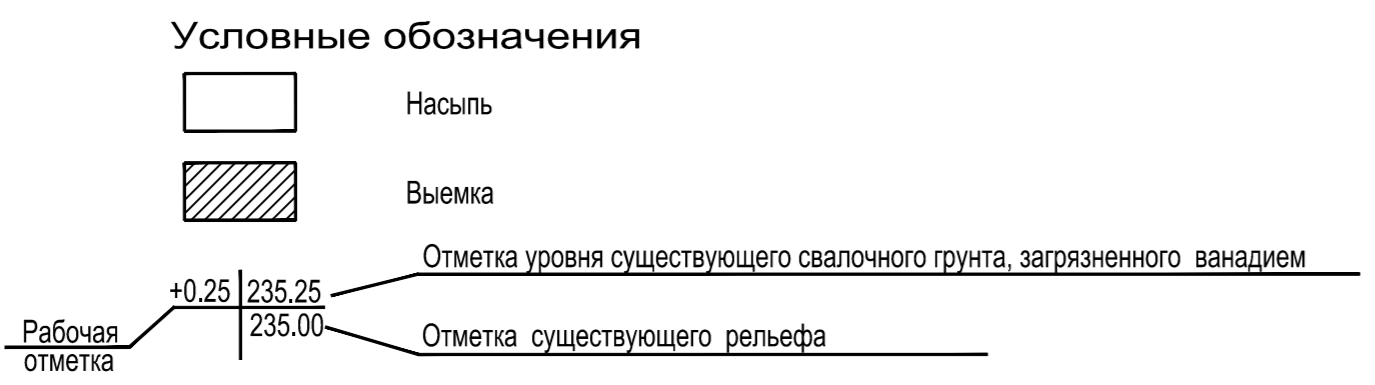 Условные обозначения
Насыпь
Выемка
Отметка уровня существующего свалочного грунта, загрязненного ванадием
+0.25 235.25
235.00
Рабочая
отметка
Отметка существующего рельефа